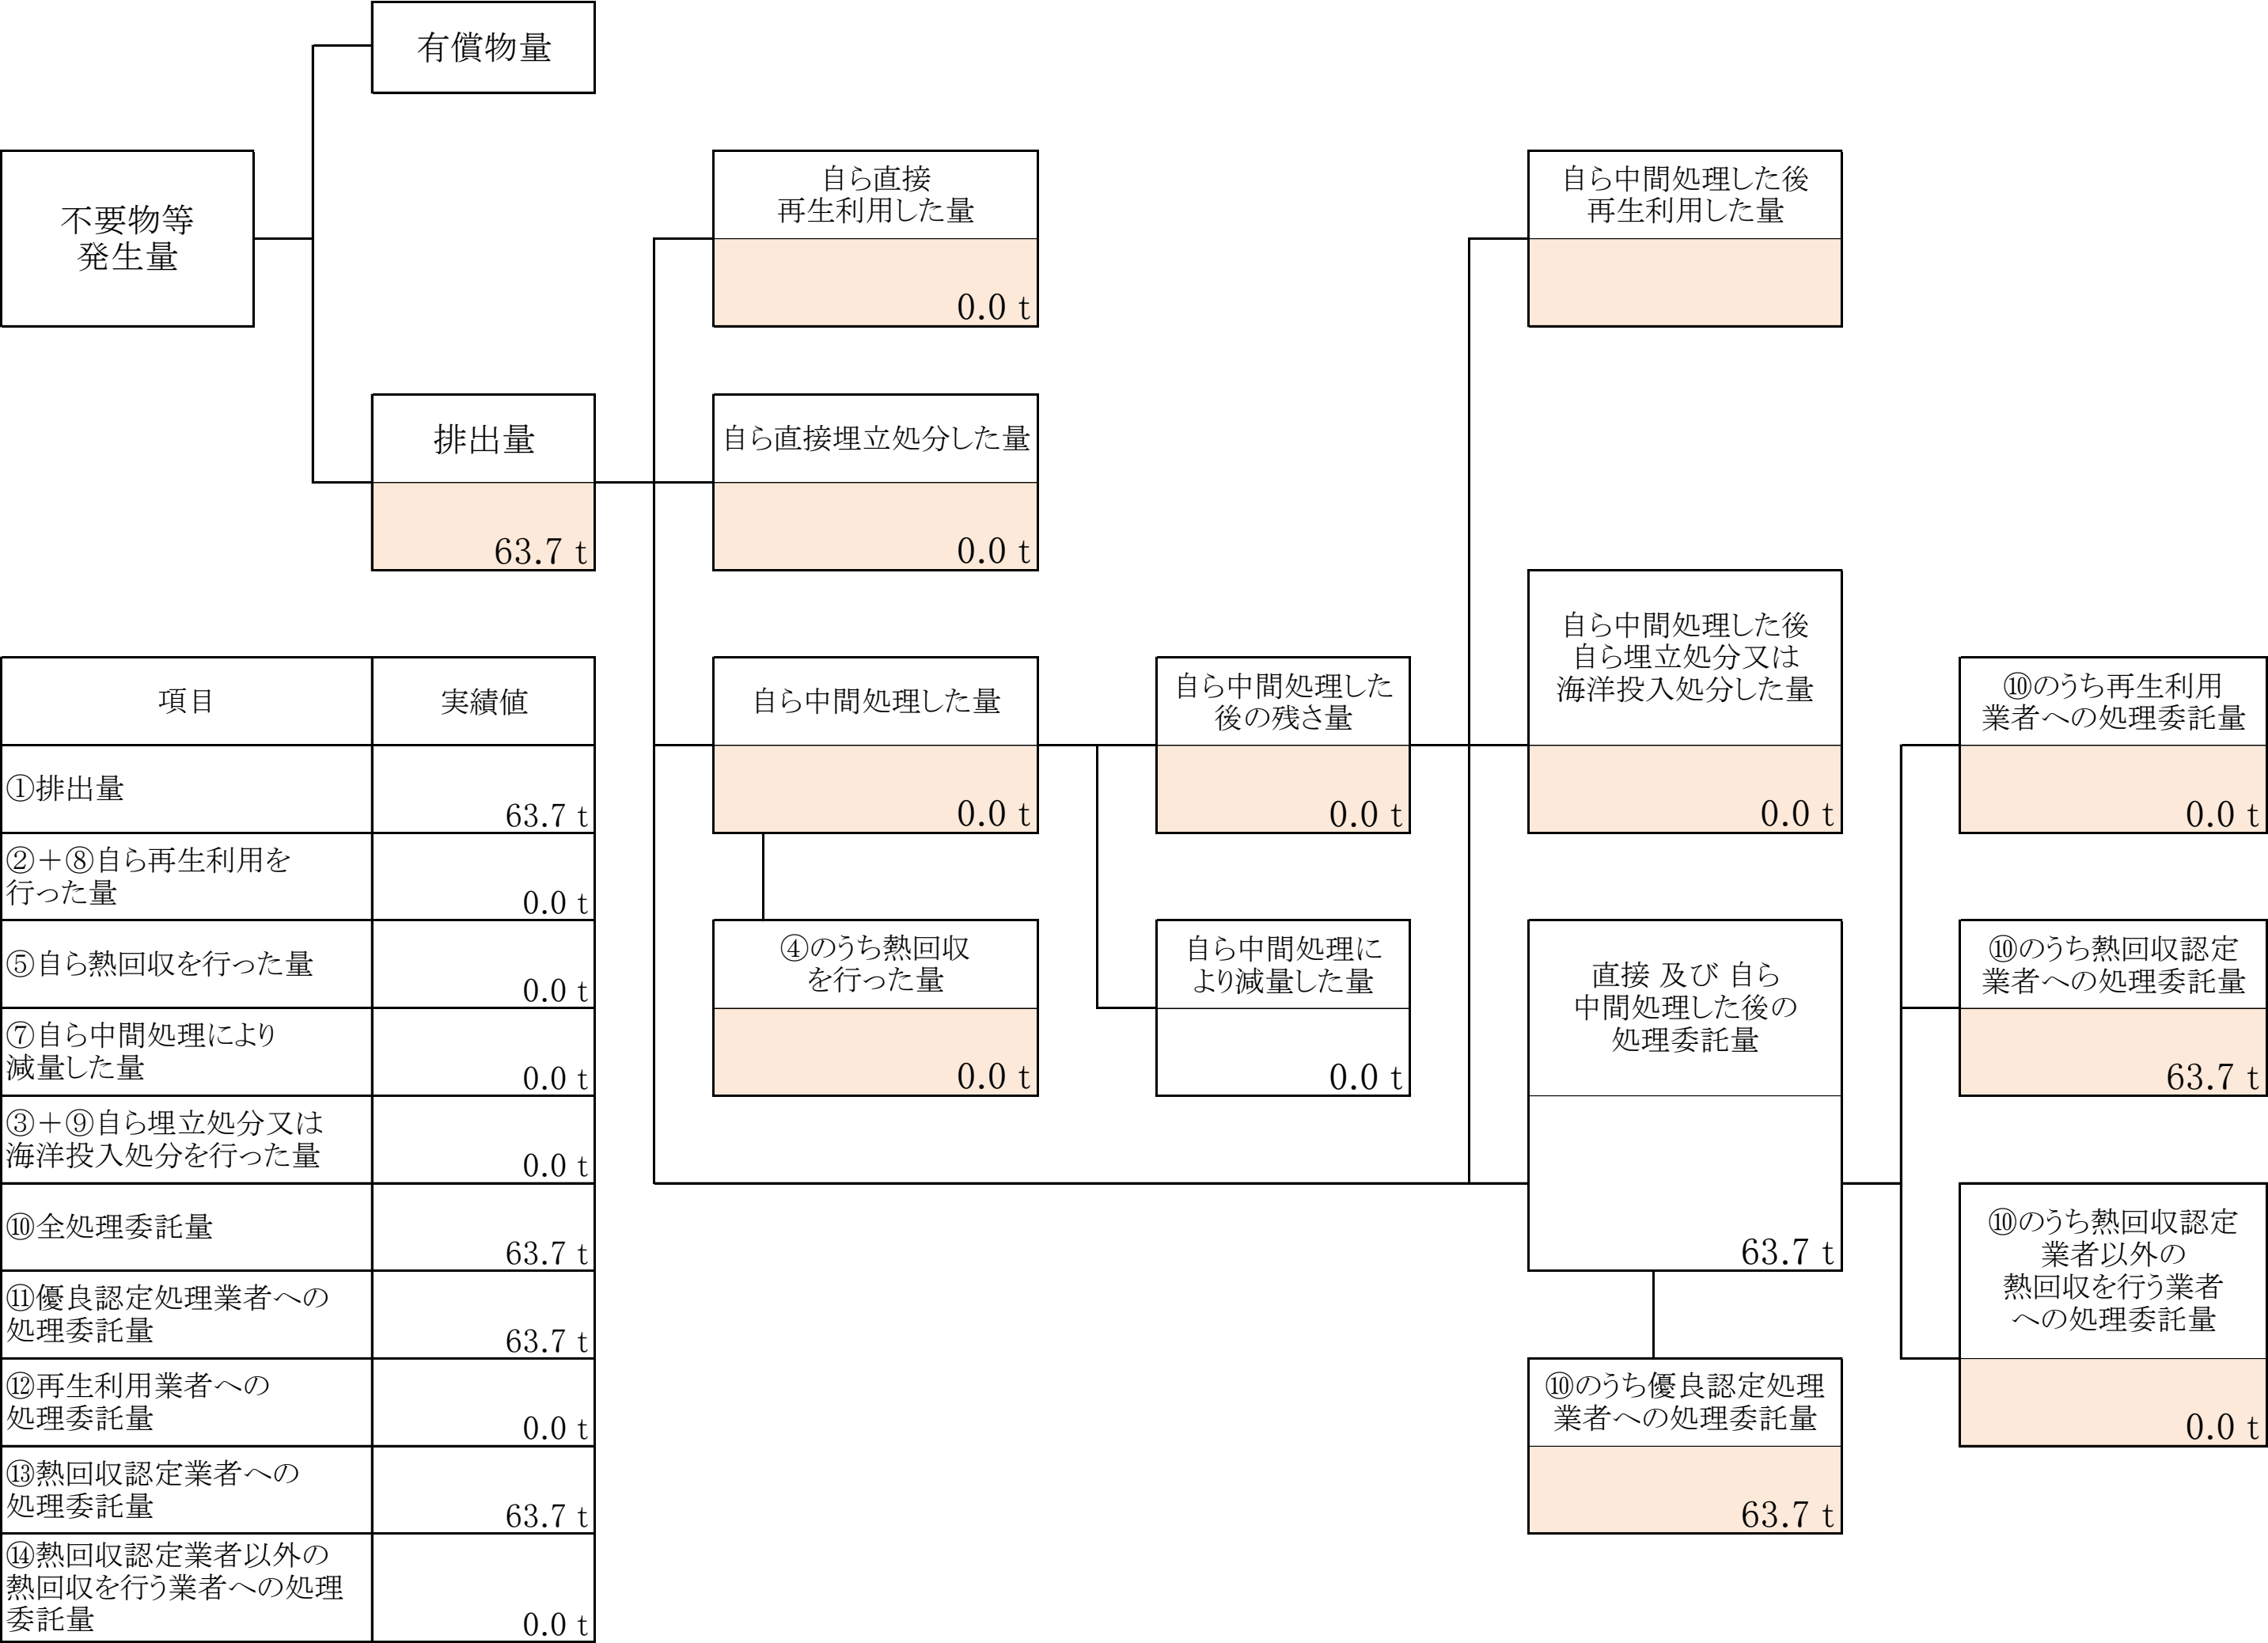 有償物量
不要物等
発生量
自ら直接
再生利用した量
0.0 t
自ら中間処理した後
再生利用した量
排出量
63.7 t
自ら直接埋立処分した量
0.0 t
自ら中間処理した量
0.0 t
自ら中間処理した
後の残さ量
0.0 t
自ら中間処理した後
自ら埋立処分又は
海洋投入処分した量
0.0 t
⑩のうち再生利用
業者への処理委託量
0.0 t
④のうち熱回収
を行った量
0.0 t
自ら中間処理に
より減量した量
0.0 t
直接 及び 自ら
中間処理した後の
処理委託量
63.7 t
⑩のうち熱回収認定
業者への処理委託量
63.7 t
⑩のうち熱回収認定
業者以外の
熱回収を行う業者
への処理委託量
0.0 t
⑩のうち優良認定処理
業者への処理委託量
63.7 t
項目 実績値
①排出量
63.7 t
②+⑧自ら再生利用を
行った量
0.0 t
⑤自ら熱回収を行った量
0.0 t
⑦自ら中間処理により
減量した量
0.0 t
③+⑨自ら埋立処分又は
海洋投入処分を行った量
0.0 t
⑩全処理委託量
63.7 t
⑪優良認定処理業者への
処理委託量
63.7 t
⑫再生利用業者への
処理委託量
0.0 t
⑬熱回収認定業者への
処理委託量
63.7 t
⑭熱回収認定業者以外の
熱回収を行う業者への処理
委託量
0.0 t